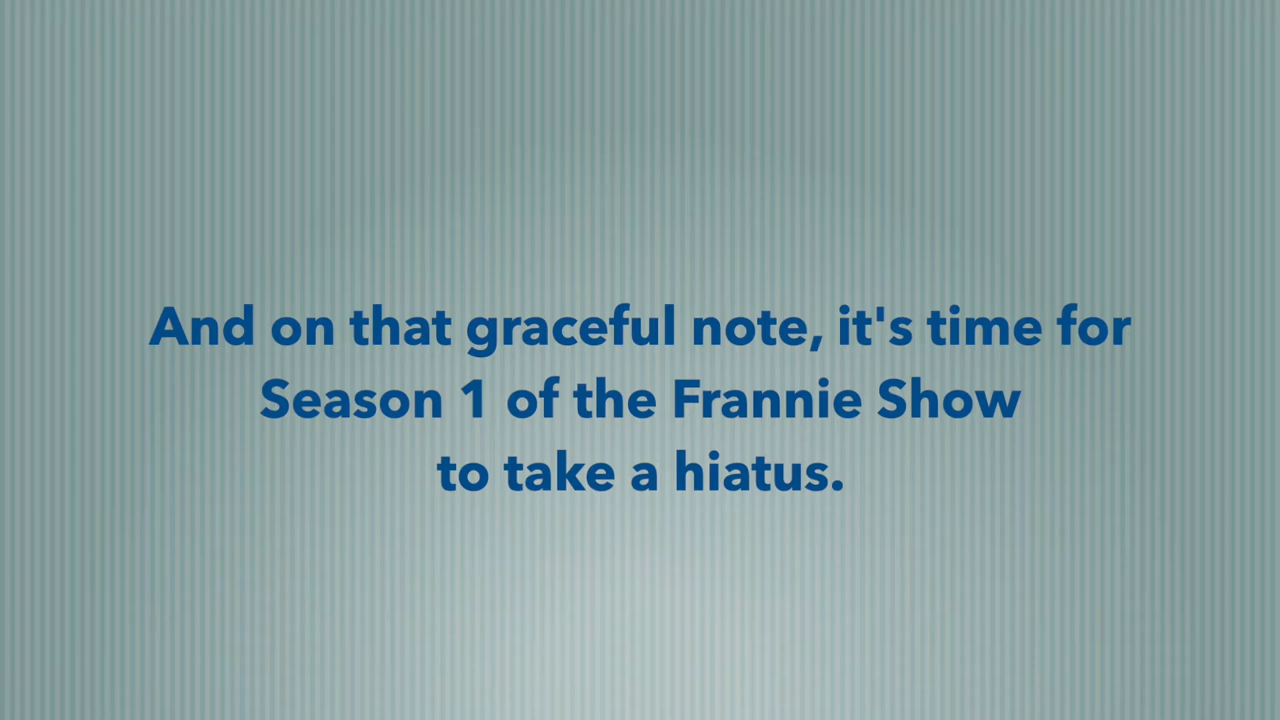 And on that graceful note, it's time for
Season 1 of the Frannie Show
to take a hiatus.